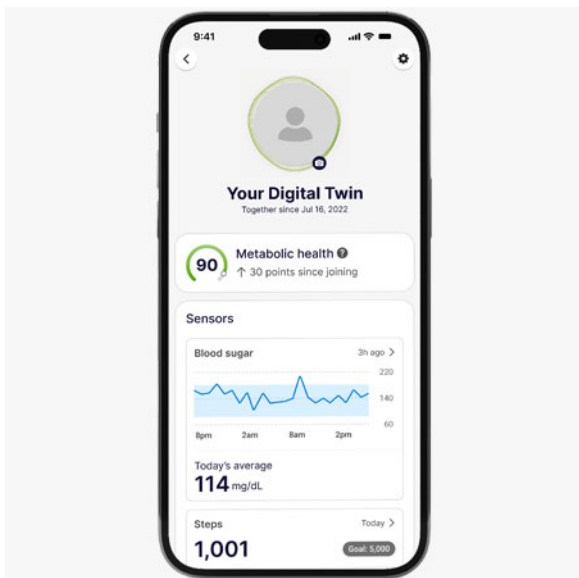 9:41
Your Digital Twin
Together since Jul 16, 2022
90
Metabolic health ?
↑ 30 points since joining
Sensors
Blood sugar
3h ago >
220
140
60
8pm 2am 8am 2pm
Today's average
114 mg/dL
Steps
Today >
1,001
Goal: 5,000